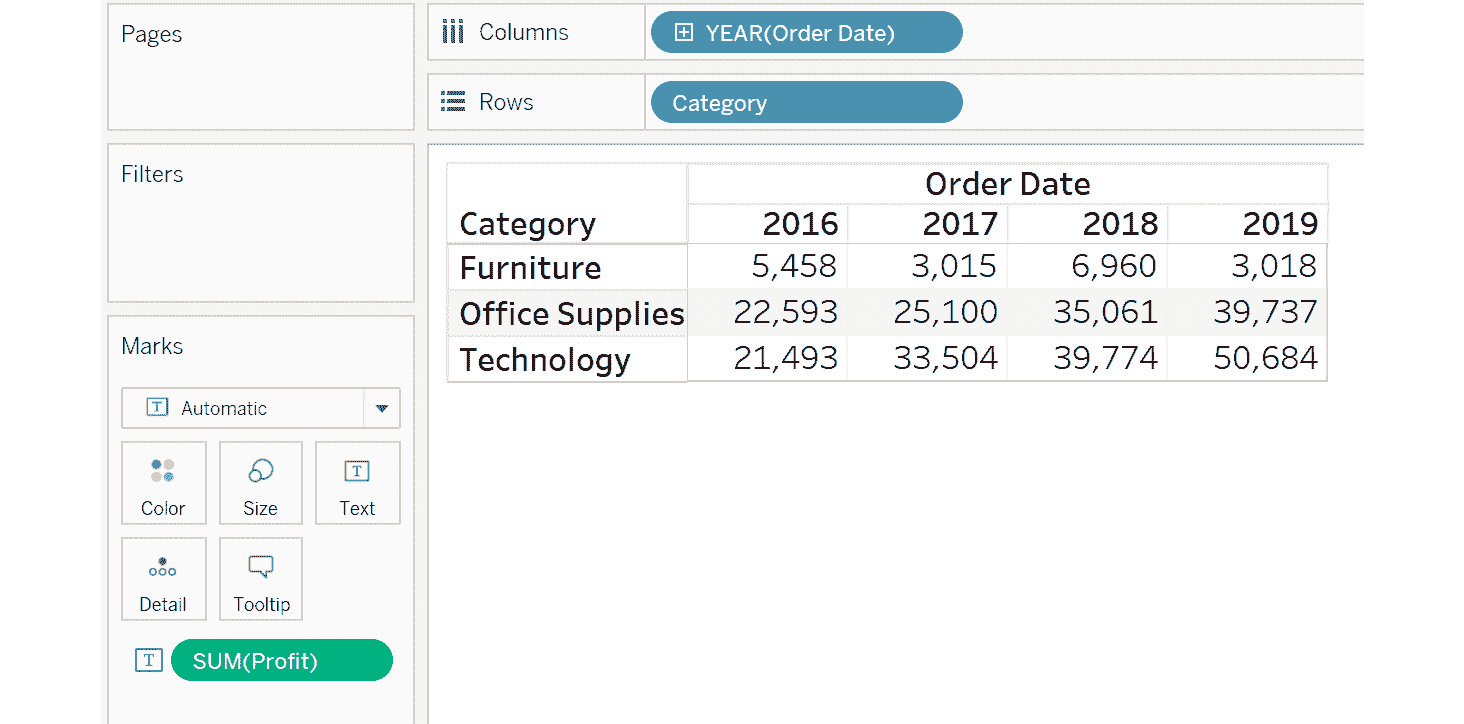 Pages
Columns
YEAR(Order Date)
Rows
Category
Filters
Marks
T Automatic
Color
Size
T
Text
Detail
Tooltip
T SUM(Profit)
Order Date
Category 2016 2017 2018 2019
Furniture 5,458 3,015 6,960 3,018
Office Supplies 22,593 25,100 35,061 39,737
Technology 21,493 33,504 39,774 50,684